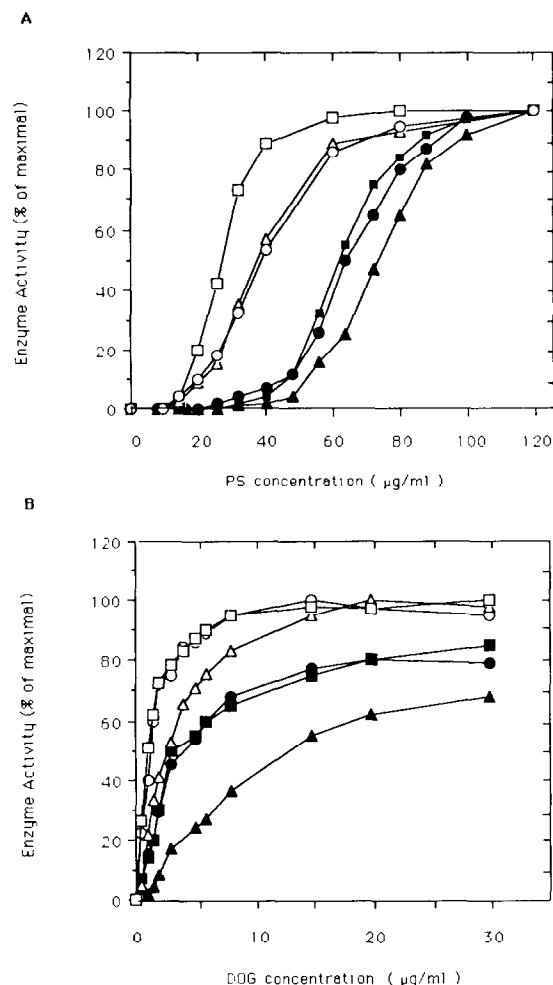 A
Enzyme Activity (% of maximal)
120
100
80
60
40
20
0
0 20 40 60 80 100 120
PS concentration ( µg/ml )
B
Enzyme Activity (% of maximal)
120
100
80
60
40
20
0
0 10 20 30
DOG concentration ( µg/ml )